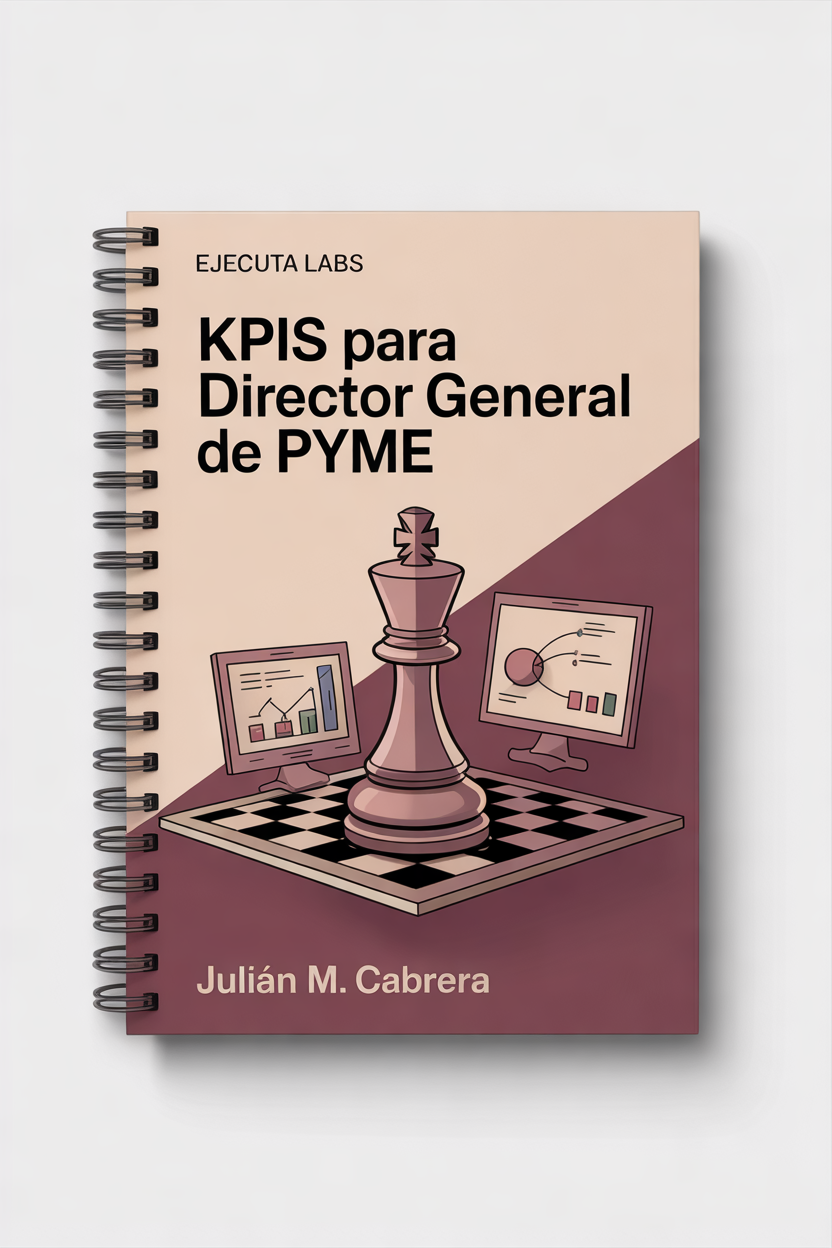 EJECUTA LABS
KPIS para
Director General
de PYME
Julián M. Cabrera